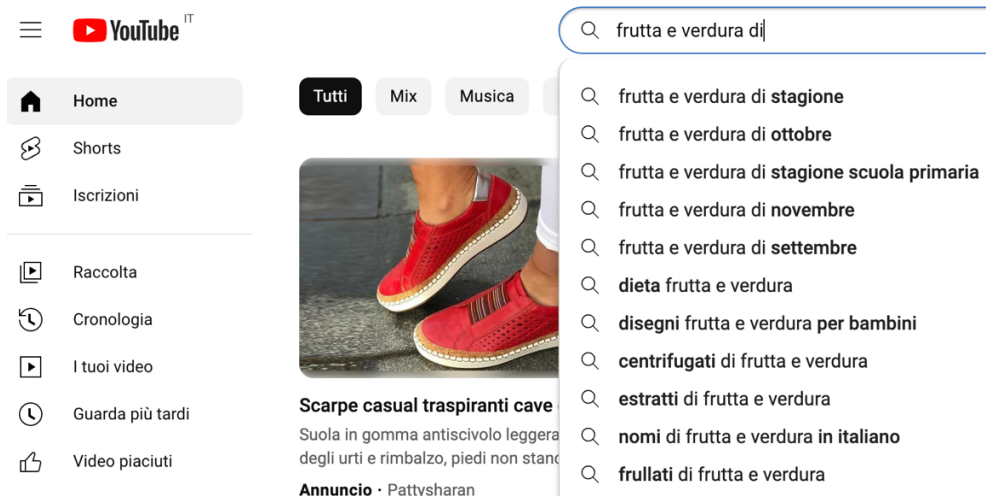 YouTube IT
frutta e verdura di
Home
Shorts
Iscrizioni
Raccolta
Cronologia
I tuoi video
Guarda più tardi
Video piaciuti
Tutti
Mix
Musica
Scarpe casual traspiranti cave
Suola in gomma antiscivolo leggera
degli urti e rimbalzo, piedi non
Annuncio · Pattysharan
frutta e verdura di stagione
frutta e verdura di ottobre
frutta e verdura di stagione scuola primaria
frutta e verdura di novembre
frutta e verdura di settembre
dieta frutta e verdura
disegni frutta e verdura per bambini
centrifugati di frutta e verdura
estratti di frutta e verdura
nomi di frutta e verdura in italiano
frullati di frutta e verdura